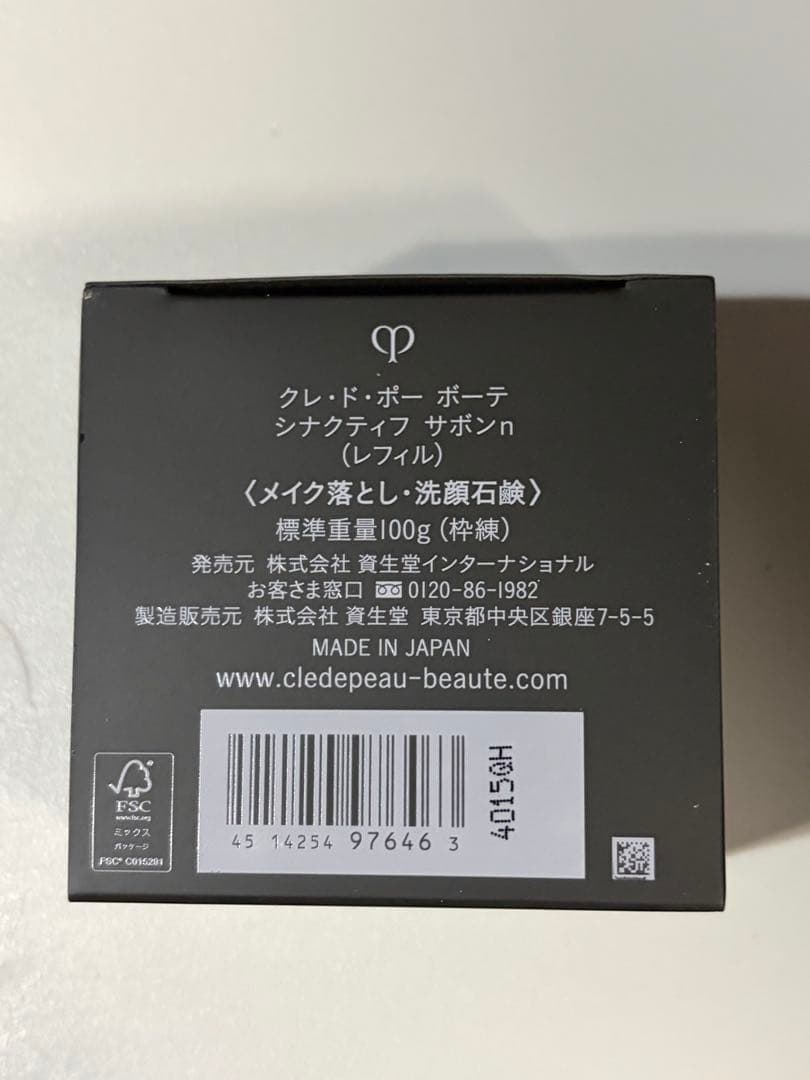 クレ・ド・ポー ボーテ
シナクティフ サボンn
(レフィル)
〈メイク落とし・洗顔石鹸〉
標準重量100g (枠練)
発売元 株式会社 資生堂インターナショナル
お客さま窓口 0120-86-1982
製造販売元 株式会社 資生堂 東京都中央区銀座7-5-5
MADE IN JAPAN
www.cledepeau-beaute.com
45 14254 97646 3
4015QH
FSC
www.fsc.org
ミックス
パッケージ
FSC® C015291